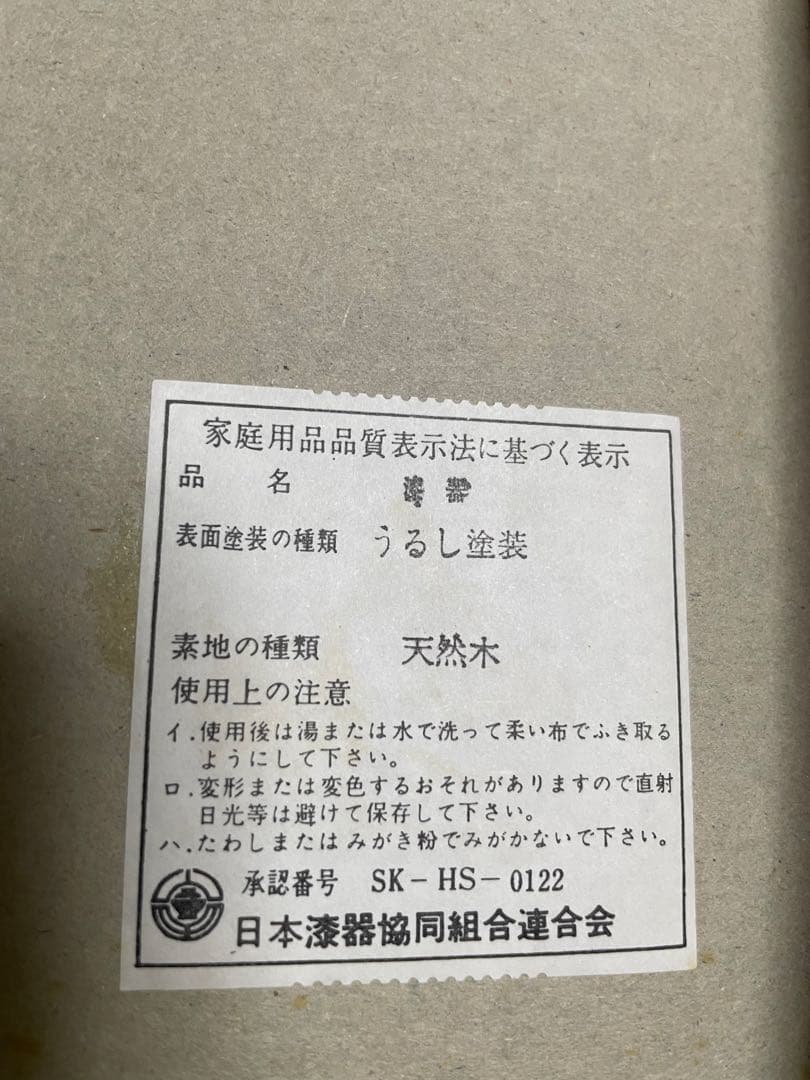 家庭用品品質表示法に基づく表示
品　　名　　漆器
表面塗装の種類　うるし塗装
素地の種類　天然木
使用上の注意
イ.使用後は湯または水で洗って柔い布でふき取る
ようにして下さい。
ロ.変形または変色するおそれがありますので直射
日光等は避けて保存して下さい。
ハ.たわしまたはみがき粉でみがかないで下さい。
承認番号　SK-HS-0122
日本漆器協同組合連合会